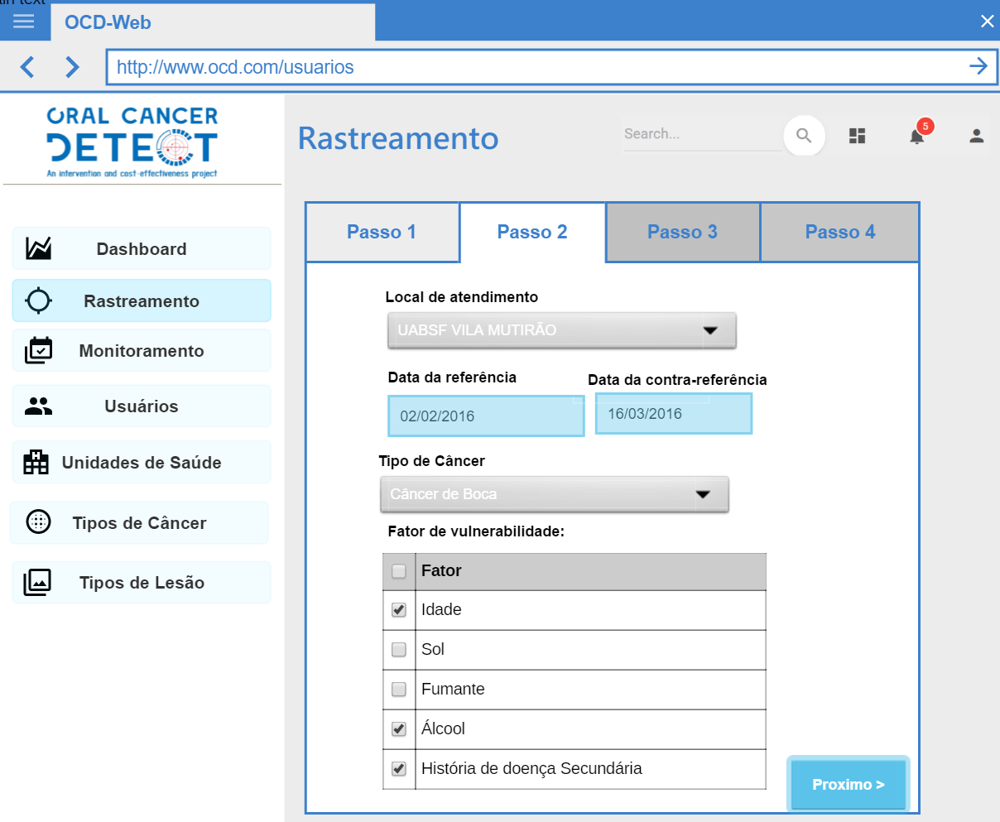 OCD-Web
http://www.ocd.com/usuarios
ORAL CANCER
DETECT
An intervention and cost-effectiveness project
Rastreamento
Search...
5
Dashboard
Rastreamento
Monitoramento
Usuários
Unidades de Saúde
Tipos de Câncer
Tipos de Lesão
Passo 1
Passo 2
Passo 3
Passo 4
Local de atendimento
UABSF VILA MUTIRÃO
Data da referência
Data da contra-referência
02/02/2016
16/03/2016
Tipo de Câncer
Câncer de Boca
Fator de vulnerabilidade:
Fator
Idade
Sol
Fumante
Álcool
História de doença Secundária
Proximo >